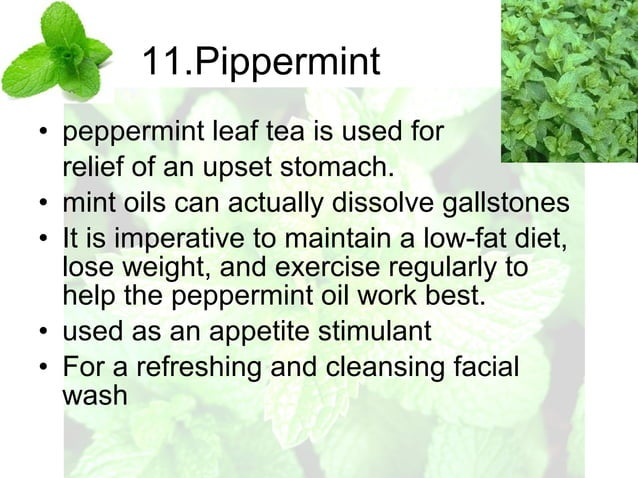 11.Pippermint
• peppermint leaf tea is used for
relief of an upset stomach.
• mint oils can actually dissolve gallstones
• It is imperative to maintain a low-fat diet,
lose weight, and exercise regularly to
help the peppermint oil work best.
• used as an appetite stimulant
• For a refreshing and cleansing facial
wash